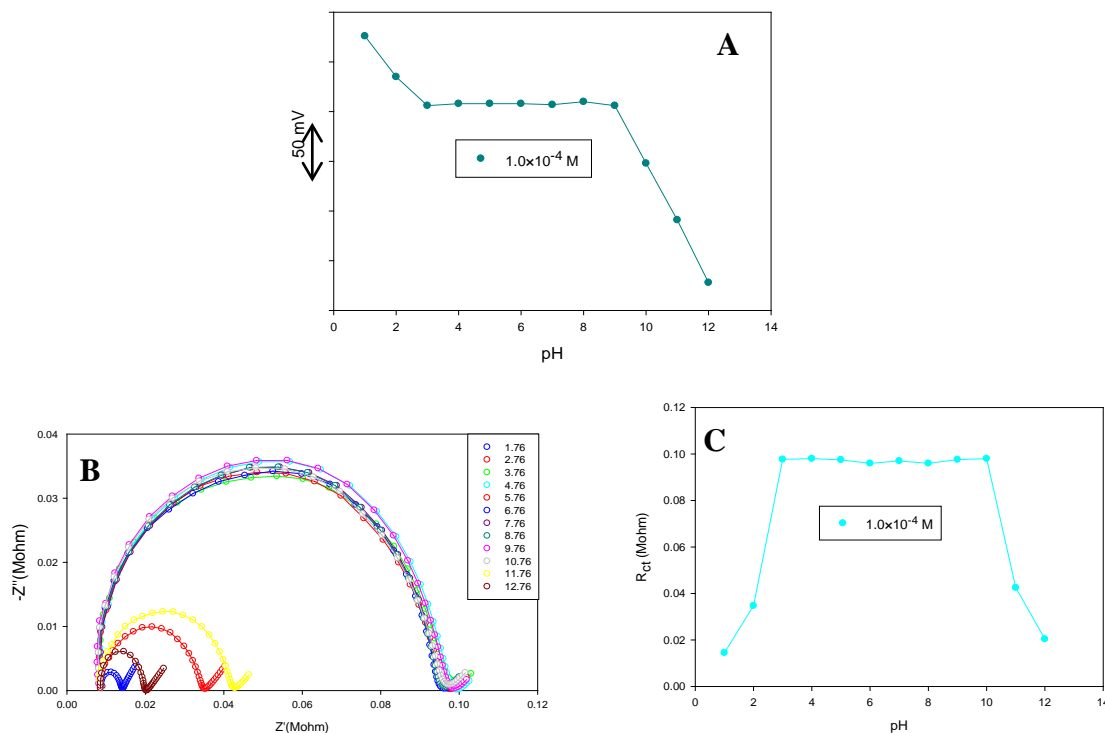 A
50 mV
1.0×10⁻⁴ M
0 2 4 6 8 10 12 14
pH
B
0.04
0.03
0.02
0.01
0.00
-Z''(Mohm)
0.00 0.02 0.04 0.06 0.08 0.10 0.12
Z'(Mohm)
1.76
2.76
3.76
4.76
5.76
6.76
7.76
8.76
9.76
10.76
11.76
12.76
C
0.12
0.10
0.08
0.06
0.04
0.02
0.00
Rct (Mohm)
1.0×10⁻⁴ M
0 2 4 6 8 10 12 14
pH